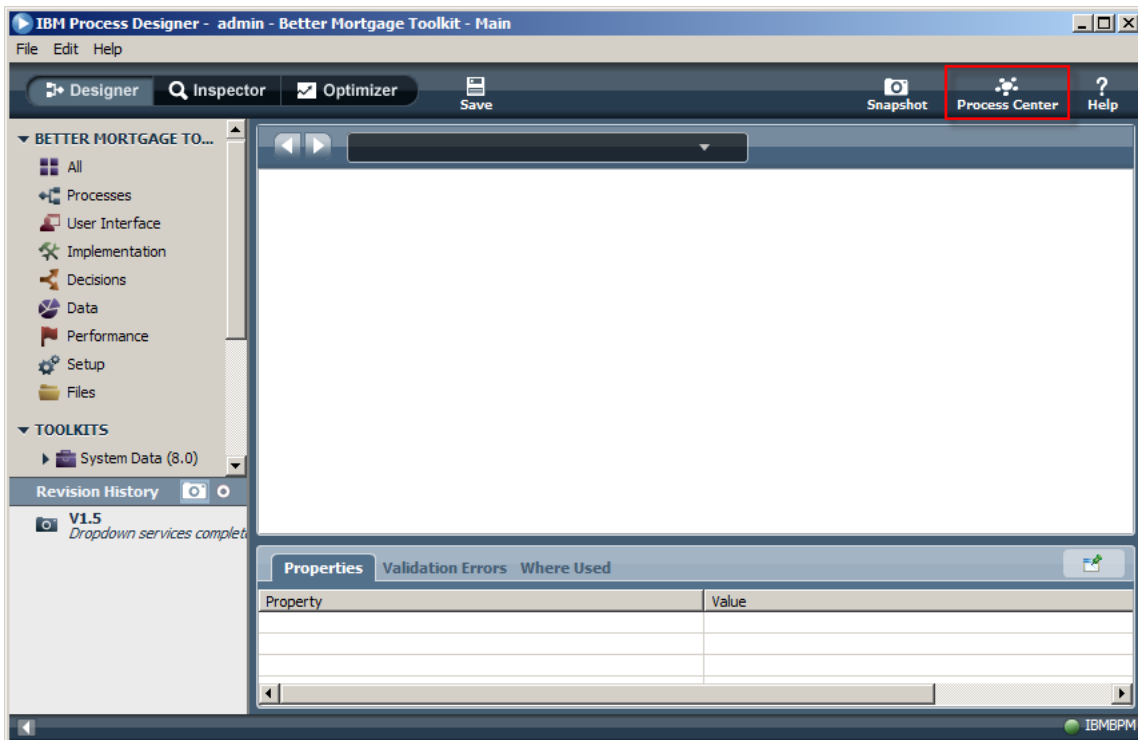 IBM Process Designer - admin - Better Mortgage Toolkit - Main
File Edit Help
Designer Inspector Optimizer Save Snapshot Process Center Help
BETTER MORTGAGE TO...
All
Processes
User Interface
Implementation
Decisions
Data
Performance
Setup
Files
TOOLKITS
System Data (8.0)
Revision History
V1.5
Dropdown services complet
Properties Validation Errors Where Used
Property Value
IBMBPM